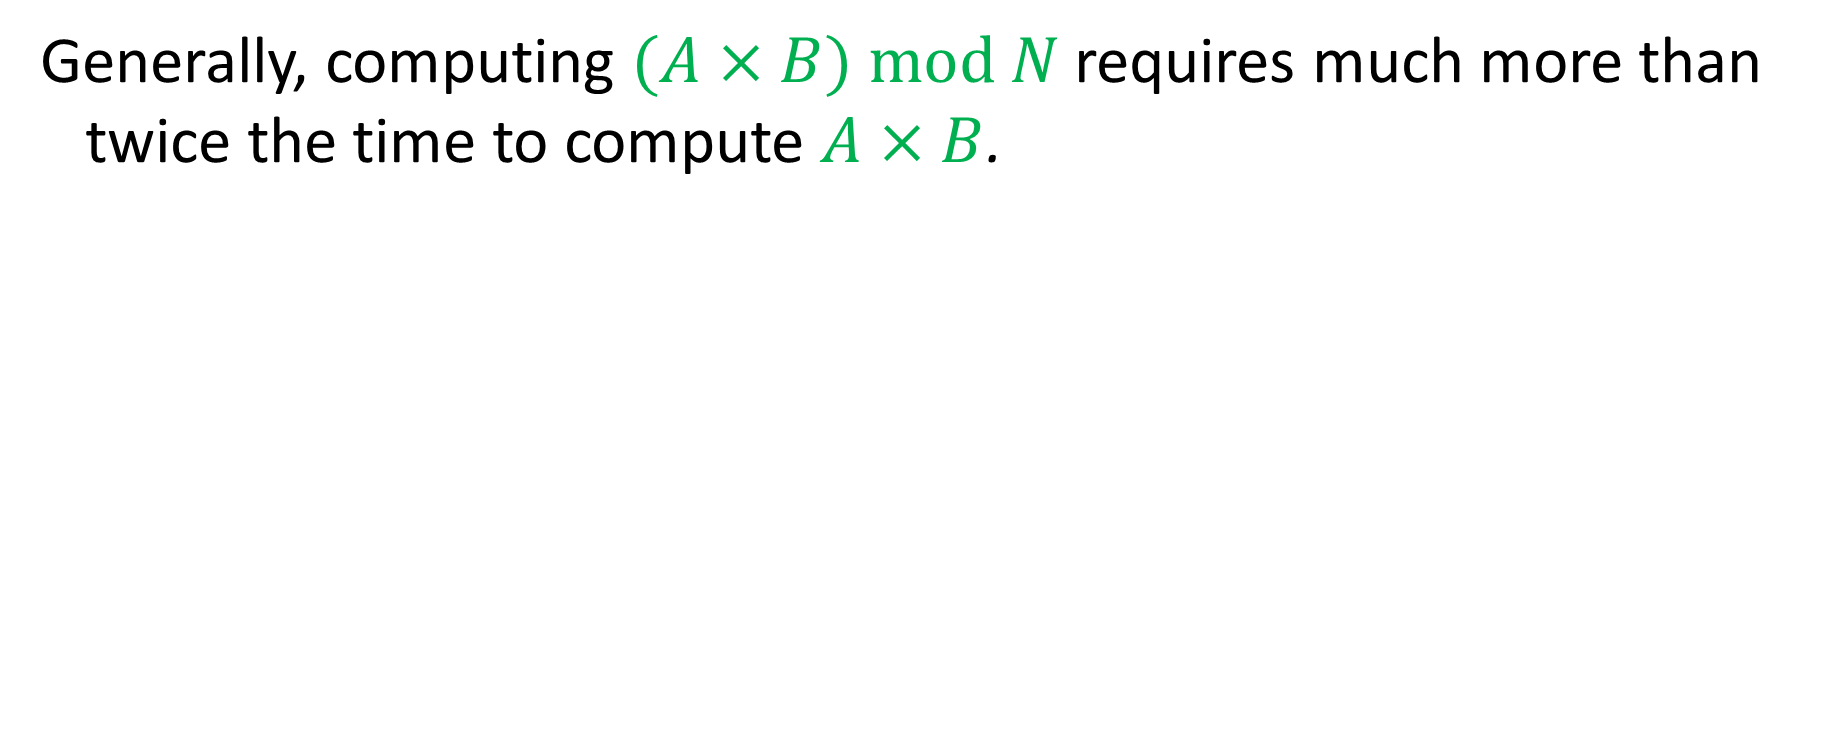 Generally, computing (A × B) mod N requires much more than
twice the time to compute A × B.